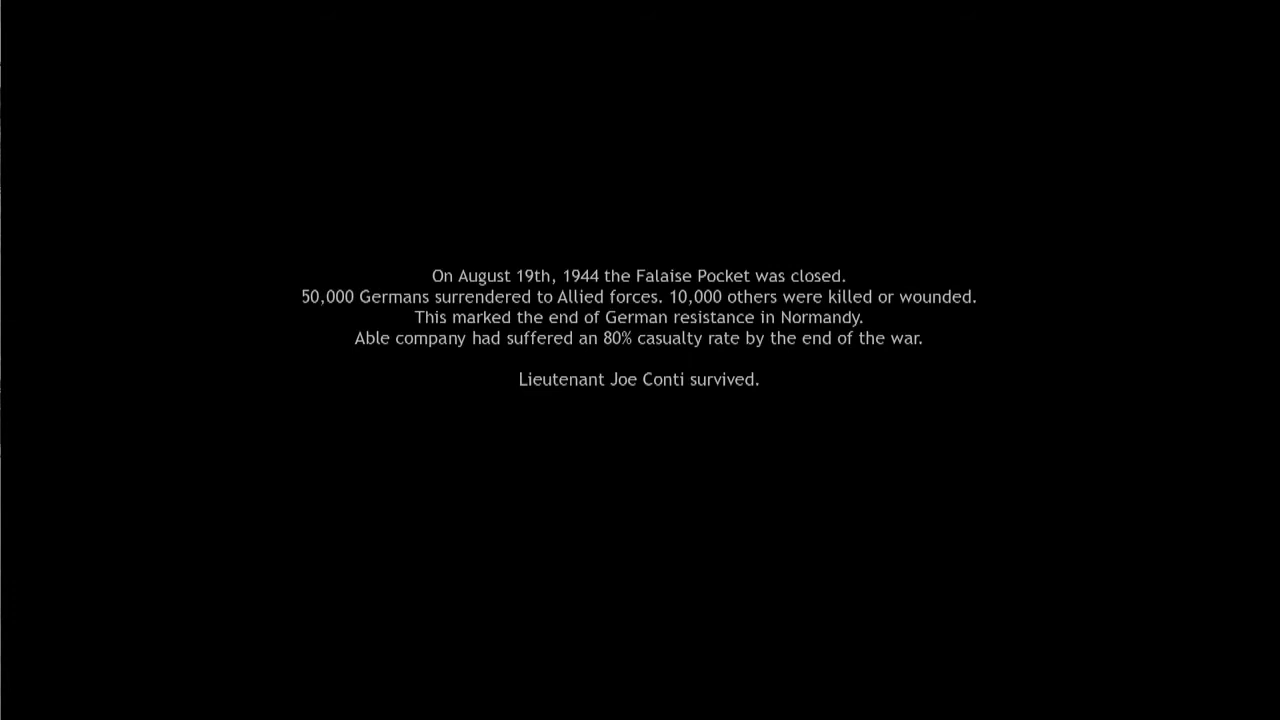 On August 19th, 1944 the Falaise Pocket was closed.
50,000 Germans surrendered to Allied forces. 10,000 others were killed or wounded.
This marked the end of German resistance in Normandy.
Able company had suffered an 80% casualty rate by the end of the war.
Lieutenant Joe Conti survived.